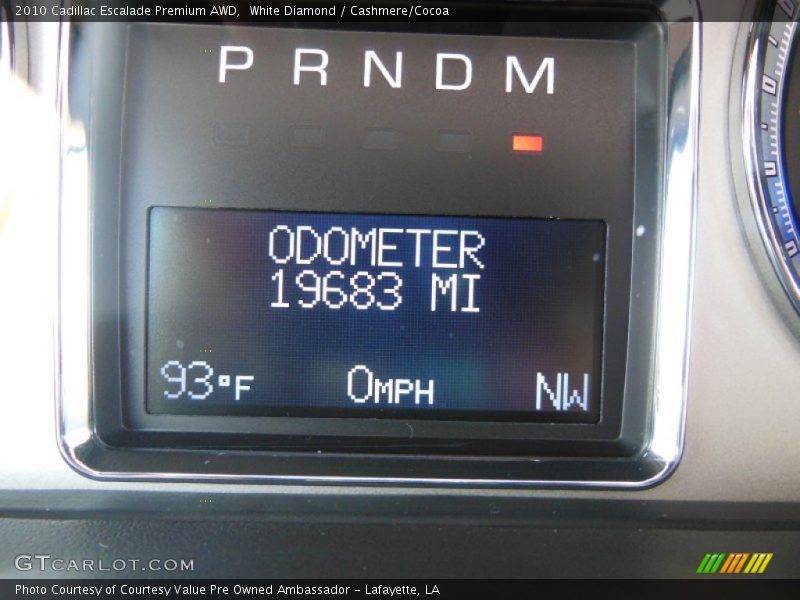 2010 Cadillac Escalade Premium AWD, White Diamond / Cashmere/Cocoa
P R N D M
ODOMETER
19683 MI
93°F 0MPH NW
GTCARLOT.COM
Photo Courtesy of Courtesy Value Pre Owned Ambassador - Lafayette, LA